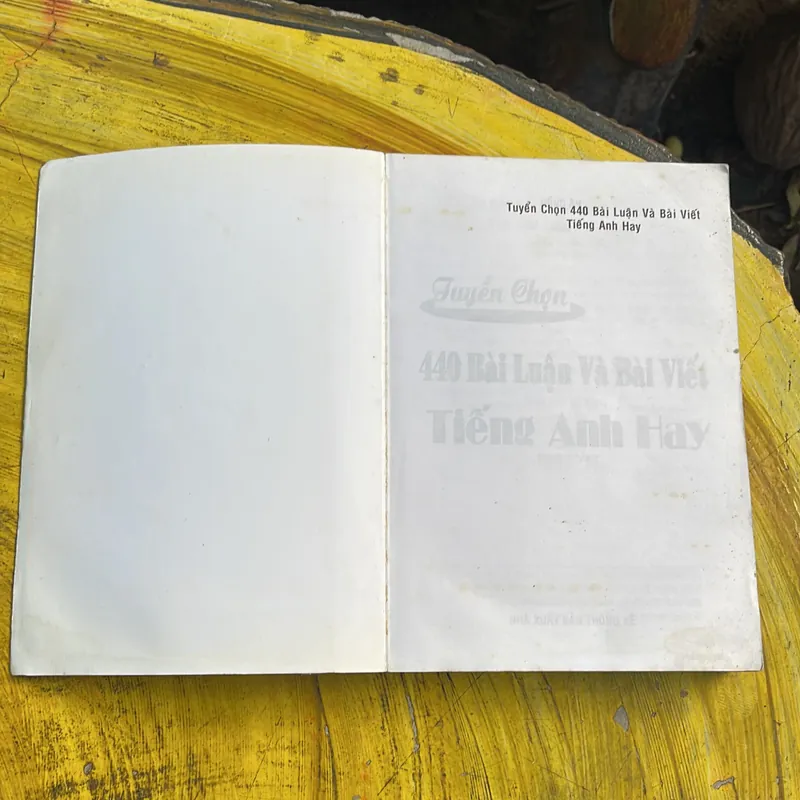 Tuyển Chọn 440 Bài Luận Và Bài Viết
Tiếng Anh Hay
Tuyển Chọn
440 Bài Luận Và Bài Viết
Tiếng Anh Hay